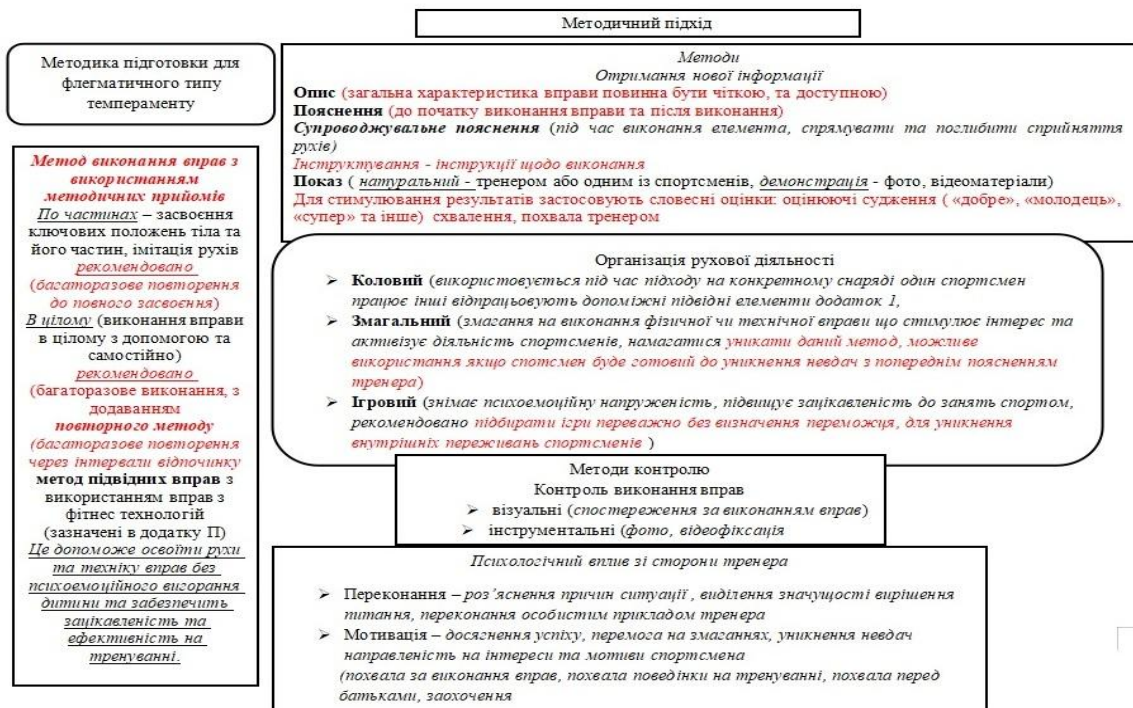 Методичний підхід
Методика підготовки для
флегматичного типу
темпераменту
Методи
Отримання нової інформації
Опис (загальна характеристика вправи повинна бути чіткою, та доступною)
Пояснення (до початку виконання вправи та після виконання)
Супроводжувальне пояснення (під час виконання елемента, спрямувати та поглибити сприйняття
рухів)
Інструктування - інструкції щодо виконання
Показ ( натуральний - тренером або одним із спортсменів, демонстрація - фото, відеоматеріали)
Для стимулювання результатів застосовують словесні оцінки: оцінюючі судження ( «добре», «молодець»,
«супер» та інше) схвалення, похвала тренером
Метод виконання вправ з
використанням
методичних прийомів
По частинах – засвоєння
ключових положень тіла та
його частин, імітація рухів
рекомендовано
(багаторазове повторення
до повного засвоєння)
В цілому (виконання вправи
в цілому з допомогою та
самостійно)
рекомендовано
(багаторазове виконання, з
додаванням
повторного методу
(багаторазове повторення
через інтервали відпочинку
метод підвідних вправ з
використанням вправ з
фітнес технологій
(зазначені в додатку П)
Це допоможе освоїти рухи
та техніку вправ без
психоемоційного вигорання
дитини та забезпечить
зацікавленість та
ефективність на
тренуванні.
Організація рухової діяльності
➢ Коловий (використовується під час підходу на конкретному снаряді один спортсмен
працює інші відпрацьовують допоміжні підвідні елементи додаток 1,
➢ Змагальний (змагання на виконання фізичної чи технічної вправи що стимулює інтерес та
активізує діяльність спортсменів, намагатися уникати даний метод, можливе
використання якщо спотсмен буде готовий до уникнення невдач з попереднім поясненням
тренера)
➢ Ігровий (знімає психоемоційну напруженість, підвищує зацікавленість до занять спортом,
рекомендовано підбирати ігри переважно без визначення переможця, для уникнення
внутрішніх переживань спортсменів )
Методи контролю
Контроль виконання вправ
➢ візуальні (спостереження за виконанням вправ)
➢ інструментальні (фото, відеофіксація
Психологічний вплив зі сторони тренера
➢ Переконання – роз’яснення причин ситуації , виділення значущості вирішення
питання, переконання особистим прикладом тренера
➢ Мотивація – досягнення успіху, перемога на змаганнях, уникнення невдач
направленість на інтереси та мотиви спортсмена
(похвала за виконання вправ, похвала поведінки на тренуванні, похвала перед
батьками, заохочення